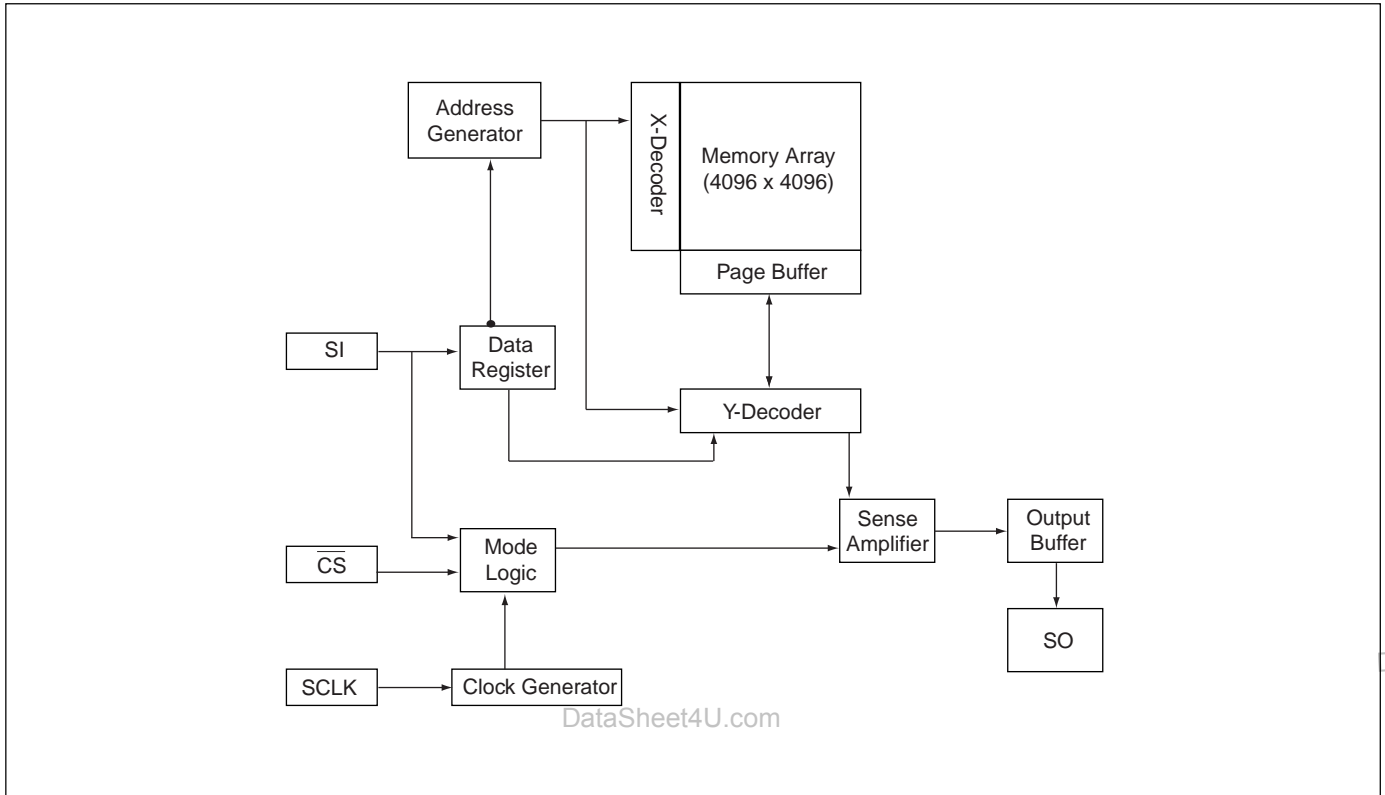 Address
Generator
X-Decoder
Memory Array
(4096 x 4096)
Page Buffer
SI
Data
Register
Y-Decoder
Sense
Amplifier
Output
Buffer
CS
Mode
Logic
SO
SCLK
Clock Generator
DataSheet4U.com